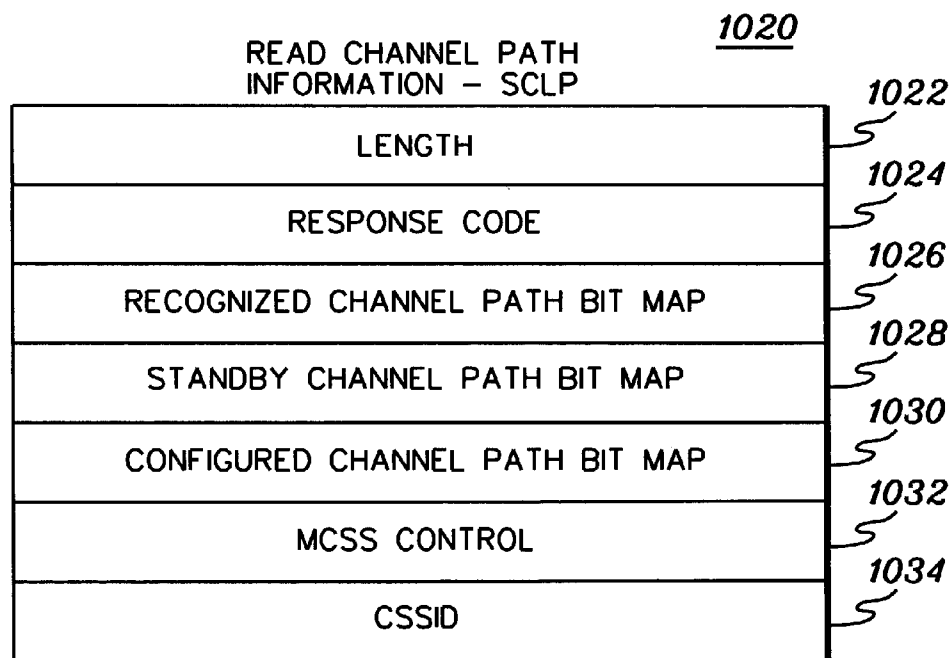 1020
READ CHANNEL PATH
INFORMATION – SCLP
1022
LENGTH
1024
RESPONSE CODE
1026
RECOGNIZED CHANNEL PATH BIT MAP
1028
STANDBY CHANNEL PATH BIT MAP
1030
CONFIGURED CHANNEL PATH BIT MAP
1032
MCSS CONTROL
1034
CSSID